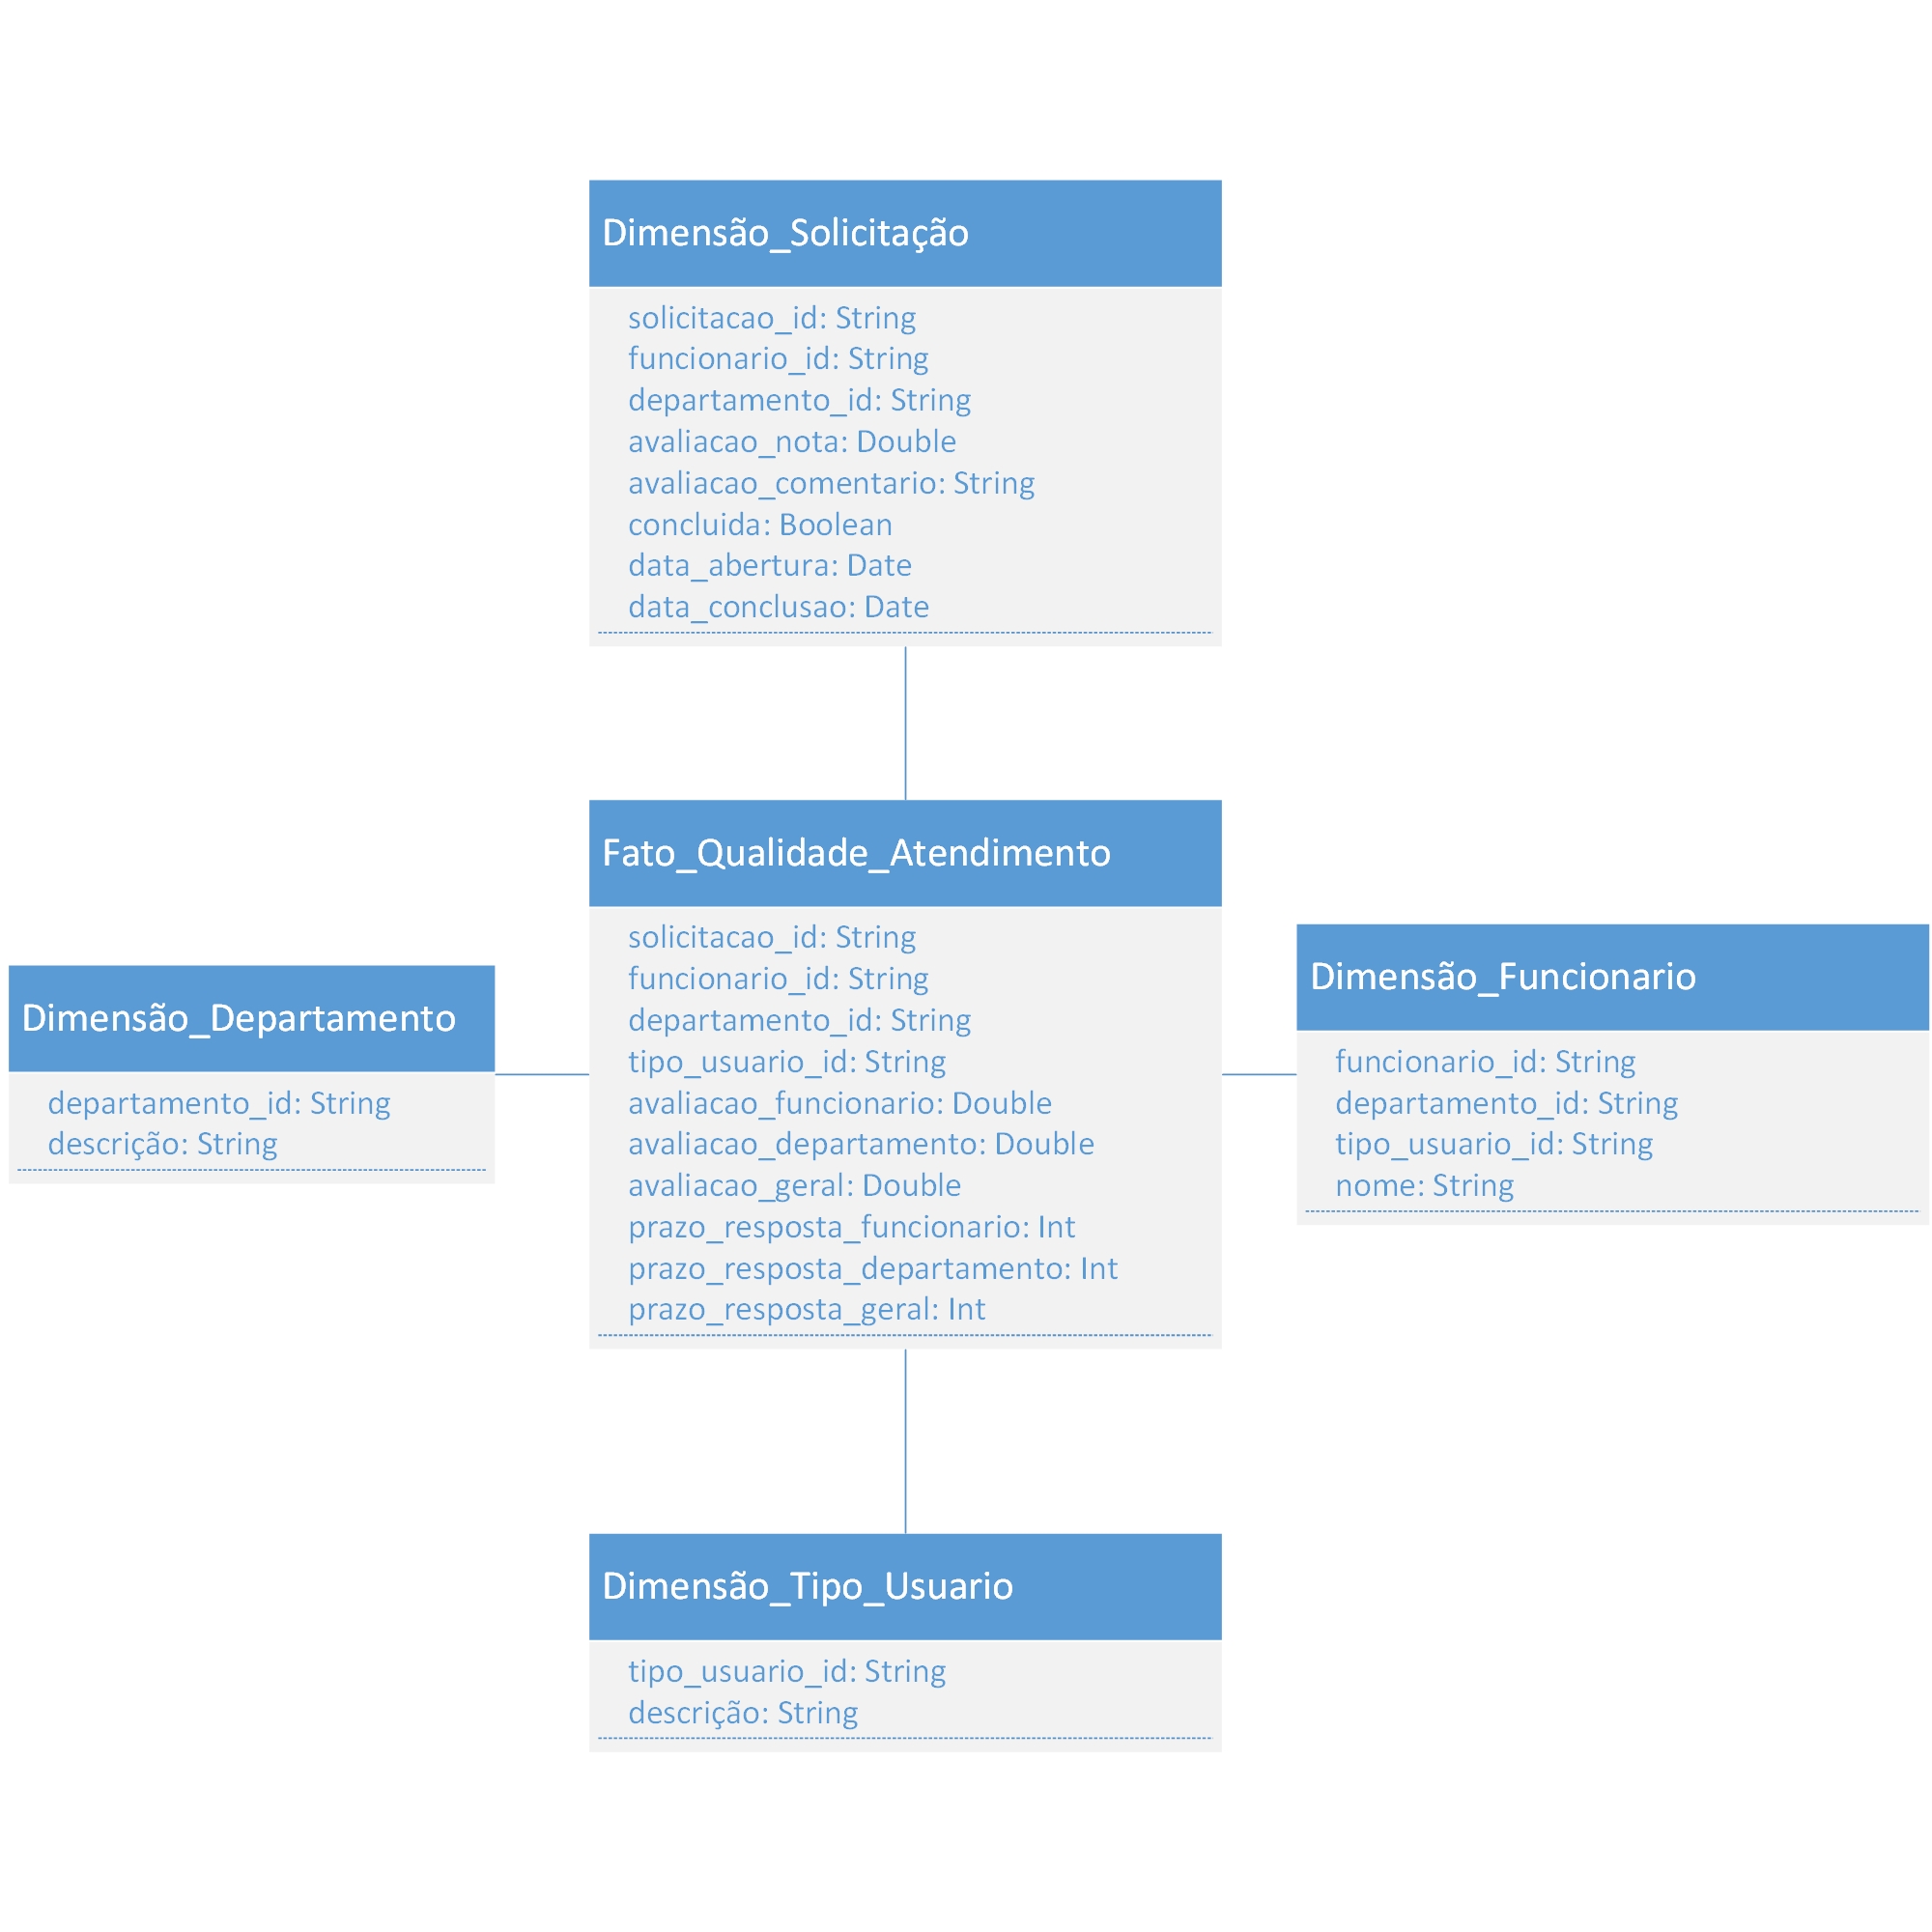 Dimensão_Solicitação
solicitacao_id: String
funcionario_id: String
departamento_id: String
avaliacao_nota: Double
avaliacao_comentario: String
concluida: Boolean
data_abertura: Date
data_conclusao: Date
Fato_Qualidade_Atendimento
solicitacao_id: String
funcionario_id: String
departamento_id: String
tipo_usuario_id: String
avaliacao_funcionario: Double
avaliacao_departamento: Double
avaliacao_geral: Double
prazo_resposta_funcionario: Int
prazo_resposta_departamento: Int
prazo_resposta_geral: Int
Dimensão_Departamento
departamento_id: String
descrição: String
Dimensão_Funcionario
funcionario_id: String
departamento_id: String
tipo_usuario_id: String
nome: String
Dimensão_Tipo_Usuario
tipo_usuario_id: String
descrição: String